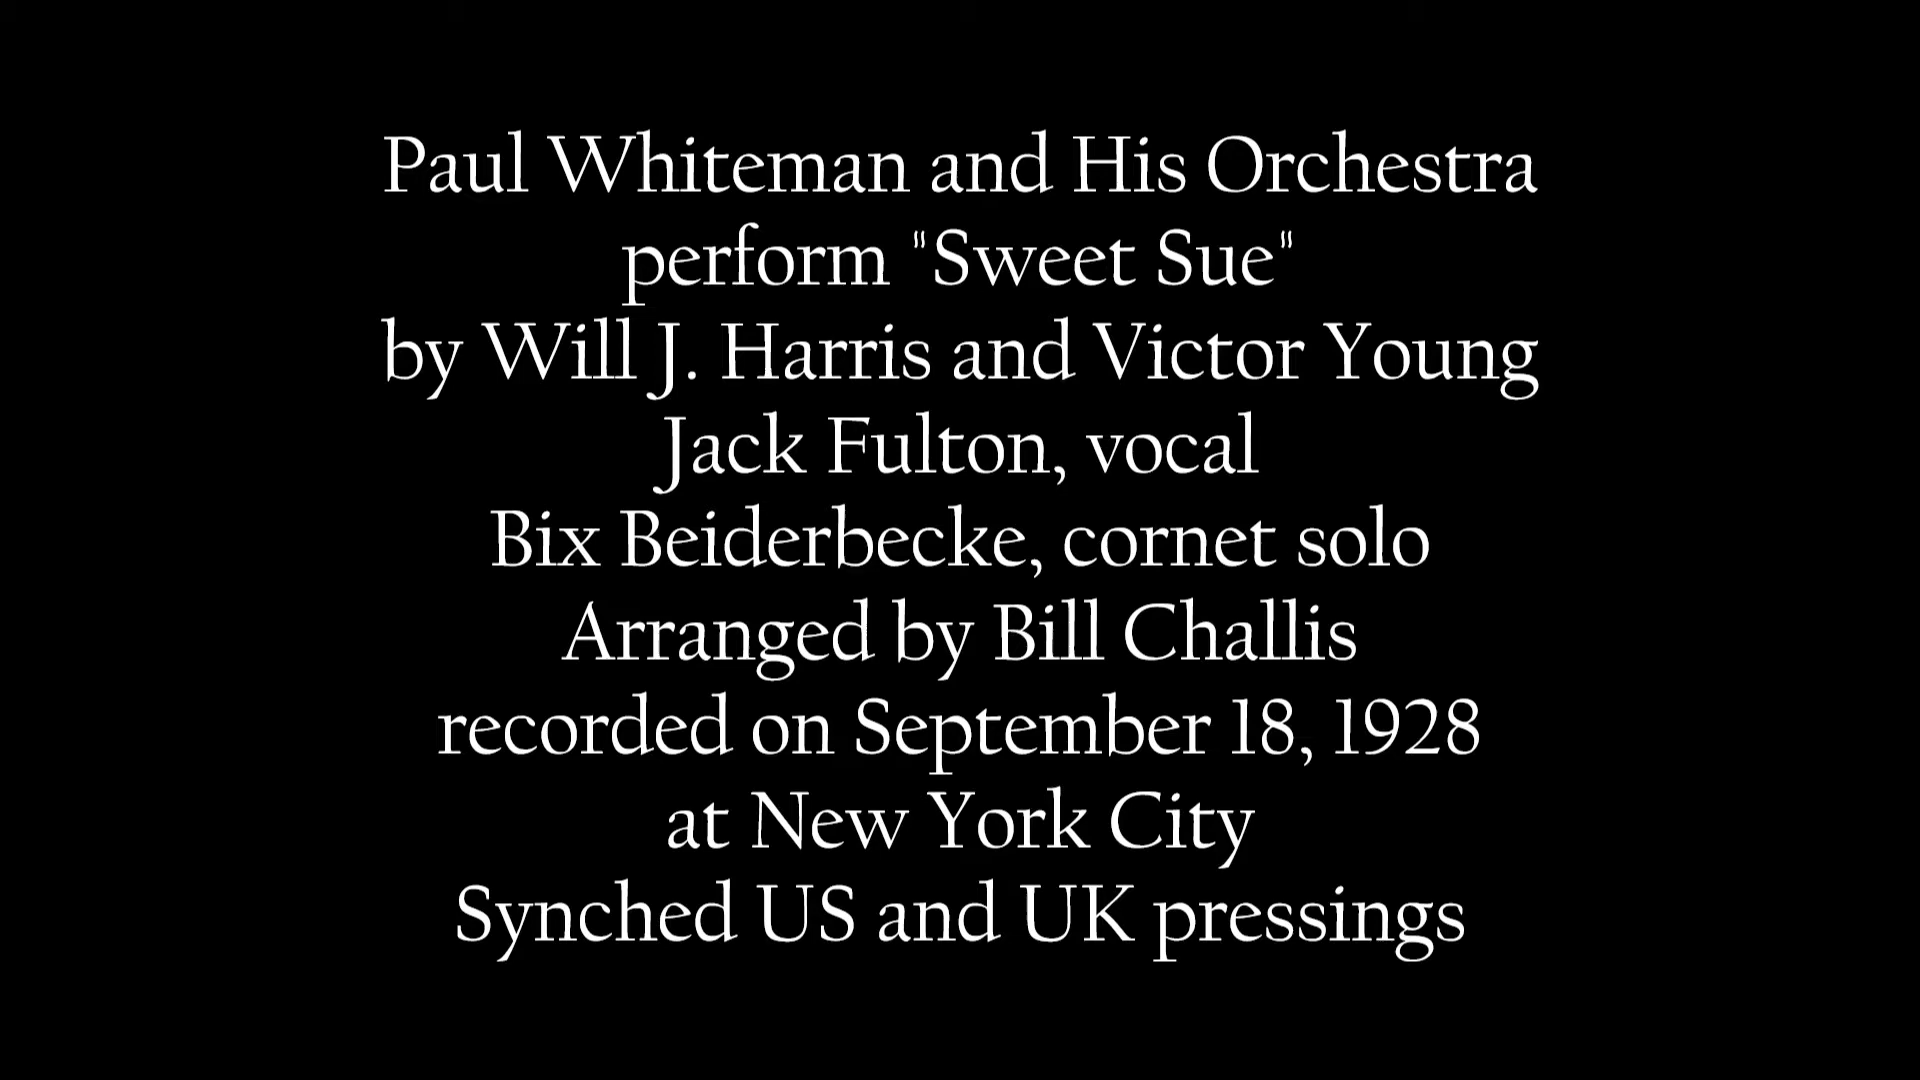 Paul Whiteman and His Orchestra
perform "Sweet Sue"
by Will J. Harris and Victor Young
Jack Fulton, vocal
Bix Beiderbecke, cornet solo
Arranged by Bill Challis
recorded on September 18, 1928
at New York City
Synched US and UK pressings